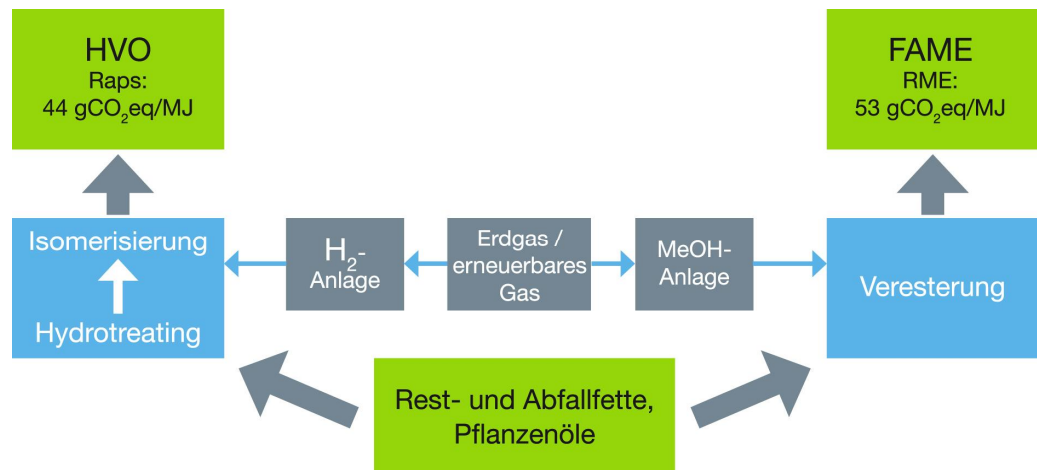 HVO
Raps:
44 gCO₂eq/MJ
FAME
RME:
53 gCO₂eq/MJ
Isomerisierung
Hydrotreating
H₂-
Anlage
Erdgas /
erneuerbares
Gas
MeOH-
Anlage
Veresterung
Rest- und Abfallfette,
Pflanzenöle